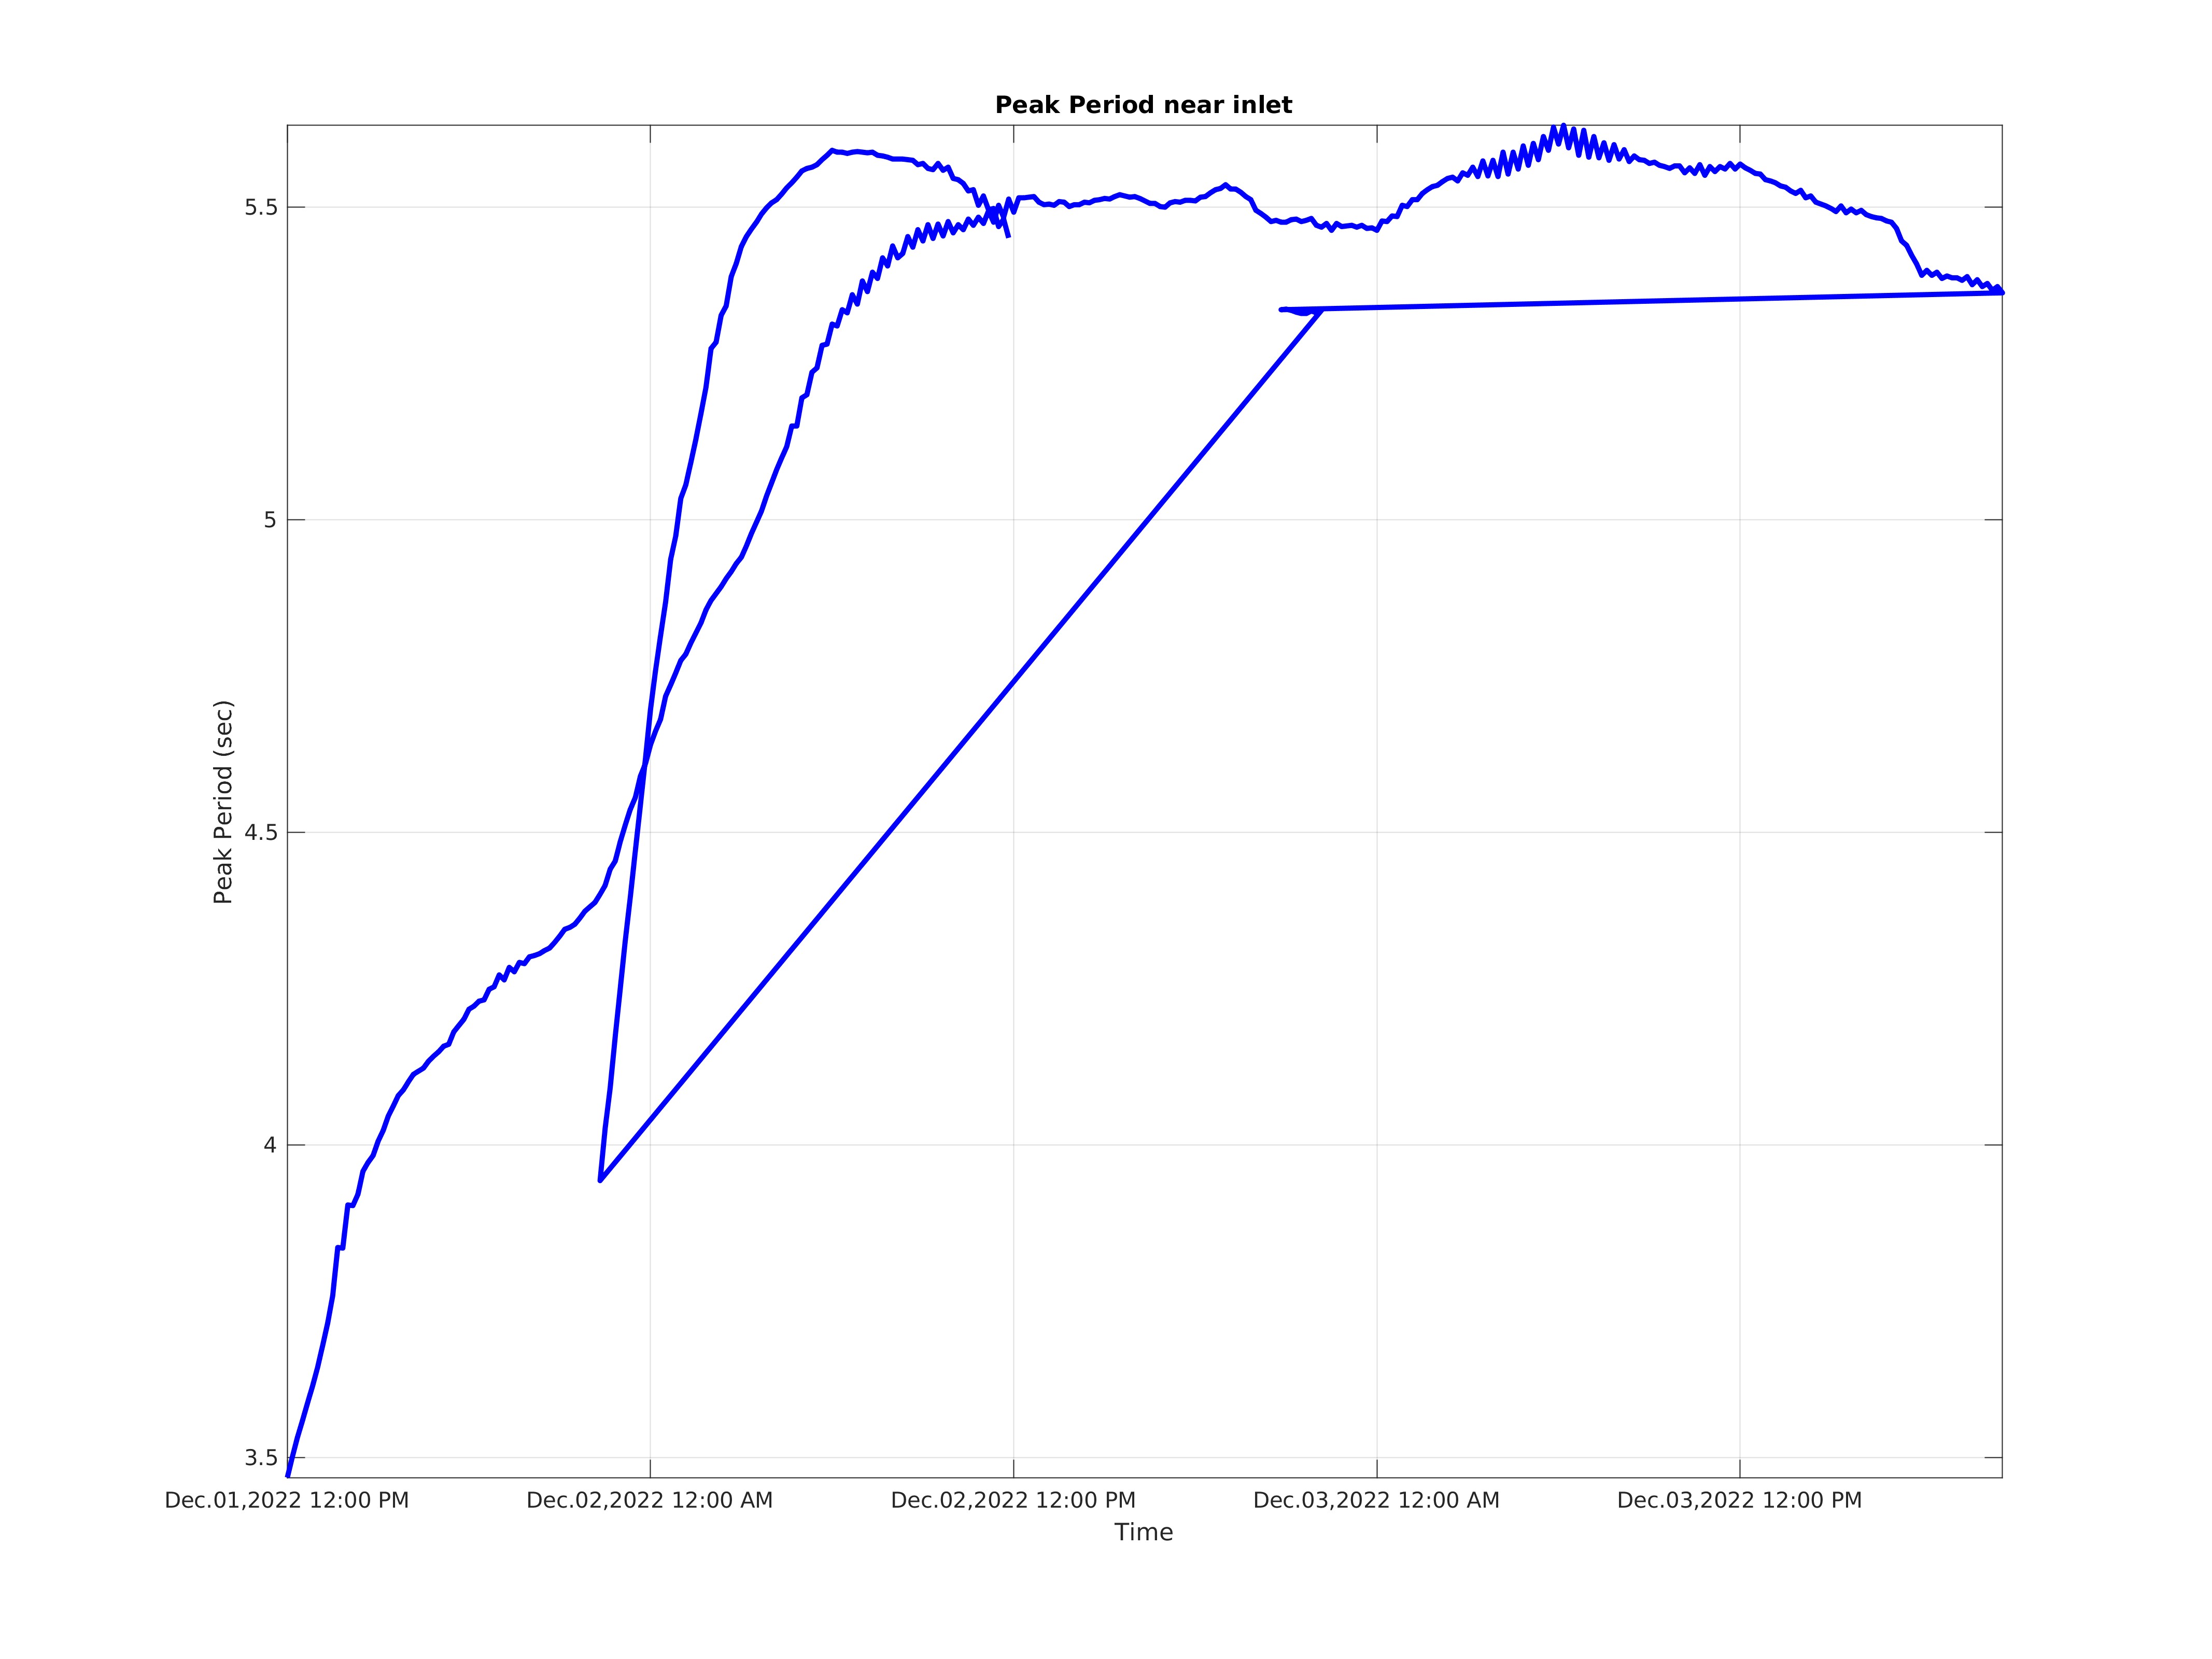 Peak Period near inlet
5.5
5
4.5
4
3.5
Peak Period (sec)
Dec.01,2022 12:00 PM
Dec.02,2022 12:00 AM
Dec.02,2022 12:00 PM
Dec.03,2022 12:00 AM
Dec.03,2022 12:00 PM
Time